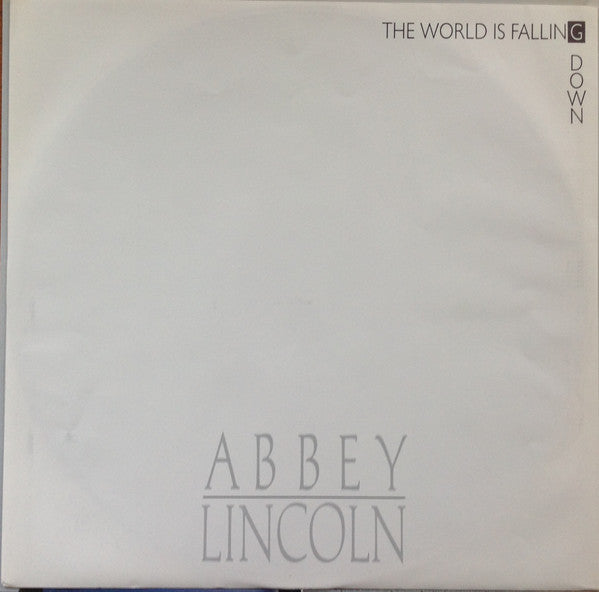 THE WORLD IS FALLING
DOWN
ABBEY
LINCOLN